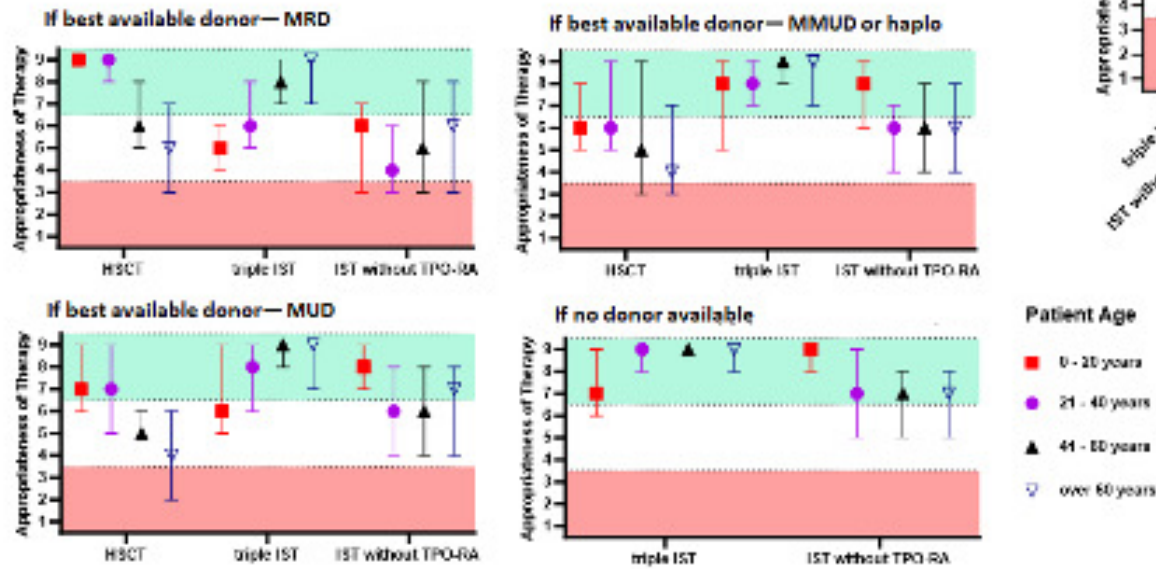 If best available donor— MRD
Appropriateness of Therapy
9
8
7
6
5
4
3
2
1
HSCT
triple IST
IST without TPO-RA
If best available donor— MMUD or haplo
Appropriateness of Therapy
9
8
7
6
5
4
3
2
1
HSCT
triple IST
IST without TPO-RA
4
3
2
1
triple
If best available donor— MUD
Appropriateness of Therapy
9
8
7
6
5
4
3
2
1
HSCT
triple IST
IST without TPO-RA
If no donor available
Appropriateness of Therapy
9
8
7
6
5
4
3
2
1
triple IST
IST without TPO-RA
Patient Age
0 - 20 years
21 - 40 years
41 - 60 years
over 60 years